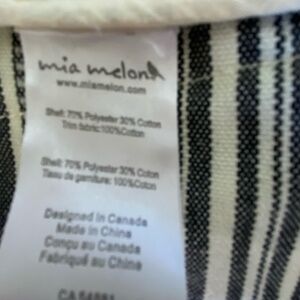 mia melon
www.miamelon.com
Shell: 70% Polyester 30% Cotton
Trim fabric:100%Cotton
Shell: 70% Polyester 30% Coton
Tissu de garniture: 100%Coton
Designed in Canada
Made in China
Conçu au Canada
Fabriqué au Chine